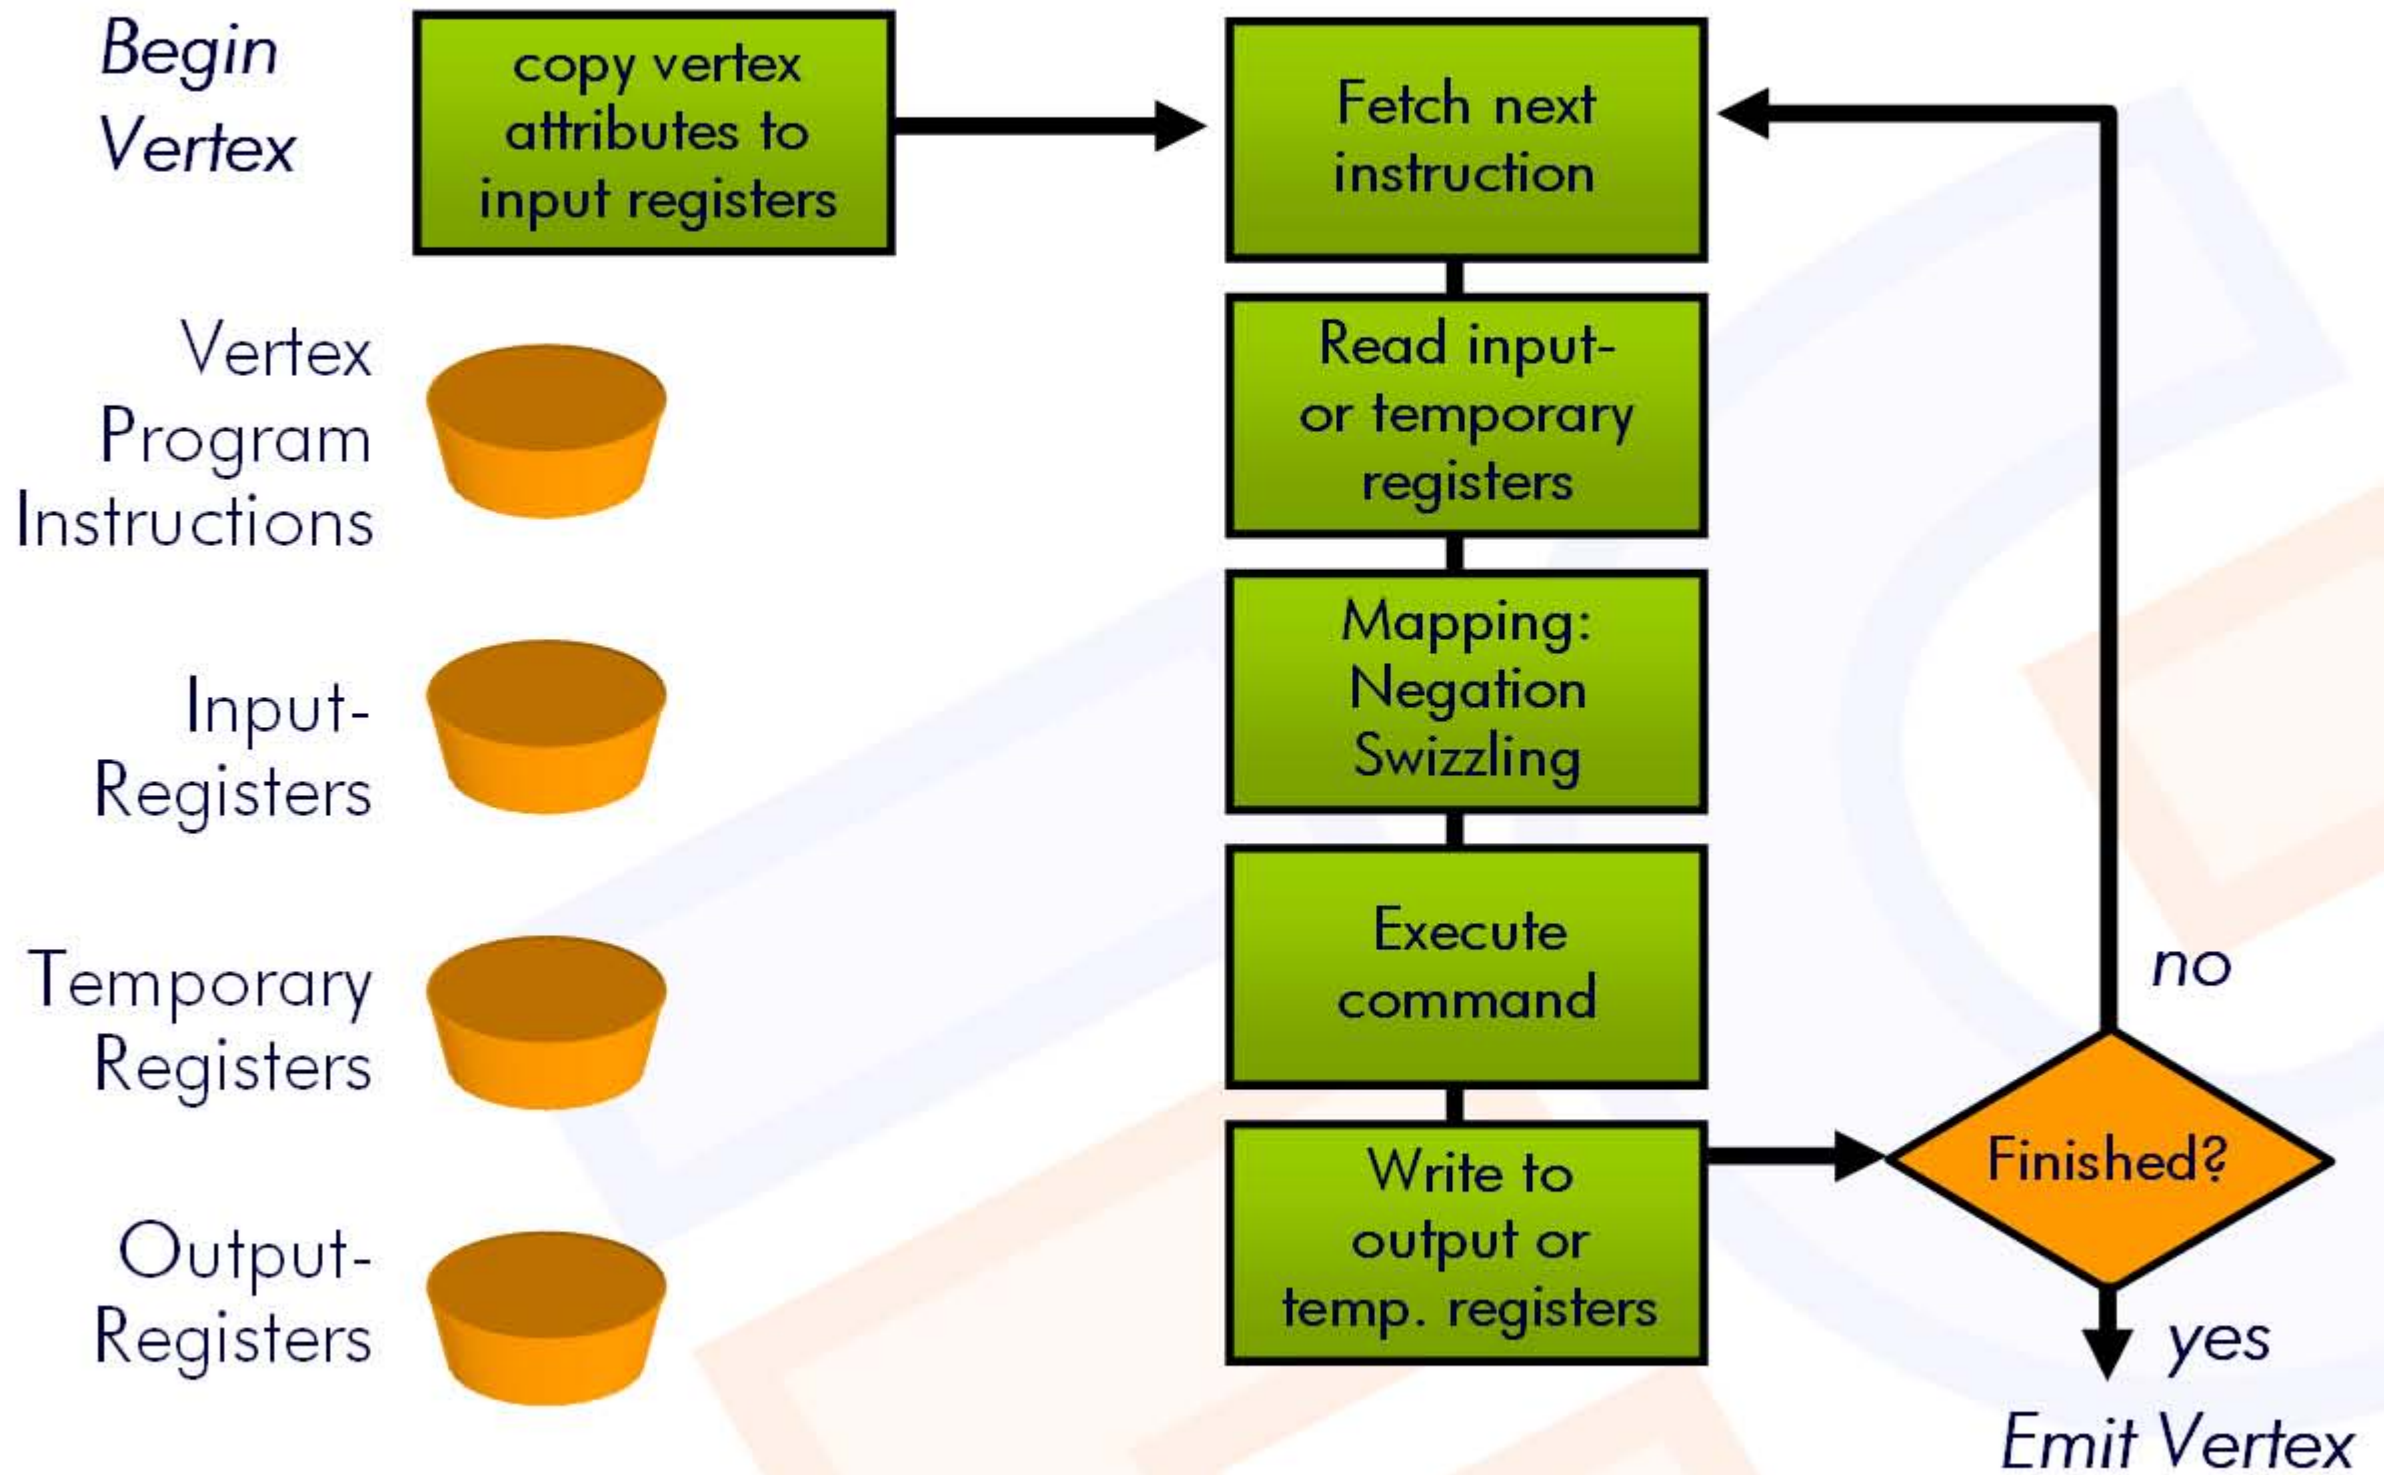 Begin
Vertex
copy vertex
attributes to
input registers
Fetch next
instruction
Vertex
Program
Instructions
Read input-
or temporary
registers
Input-
Registers
Mapping:
Negation
Swizzling
Temporary
Registers
Execute
command
no
Output-
Registers
Write to
output or
temp. registers
Finished?
yes
Emit Vertex